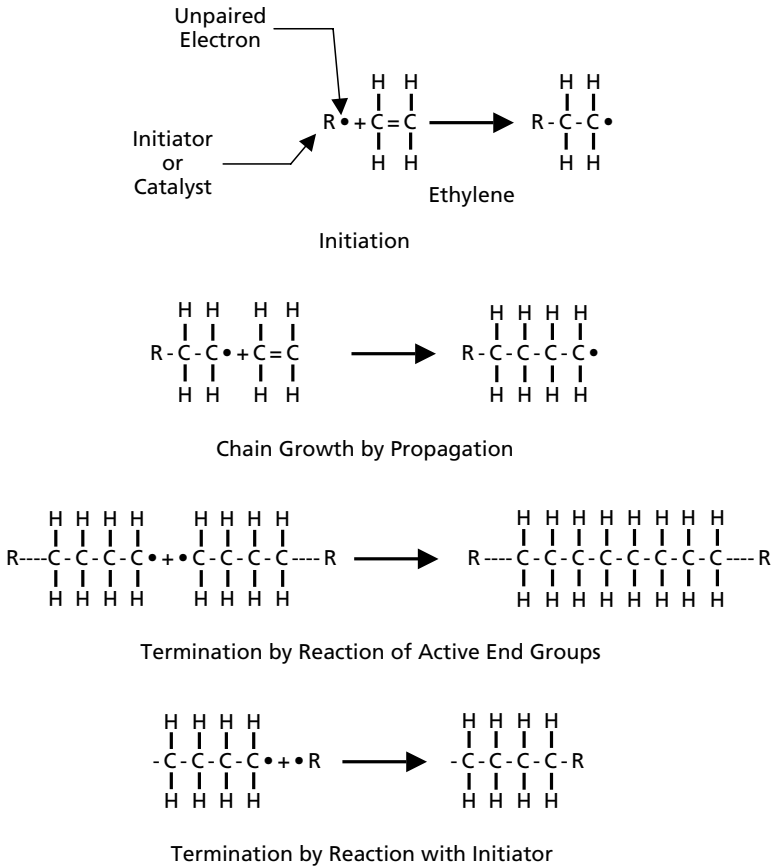 Unpaired
Electron
H H
R • + C = C
H H
R - C - C •
H H
H H
Initiator
or
Catalyst
Ethylene
Initiation
H H H H
R - C - C • + C = C
H H H H
H H H H
R - C - C - C - C •
H H H H
Chain Growth by Propagation
H H H H H H H H
R----C - C - C - C • + • C - C - C - C ---- R
H H H H H H H H
H H H H H H H H
R ----C - C - C - C - C - C - C - C ---- R
H H H H H H H H
Termination by Reaction of Active End Groups
H H H H
- C - C - C - C • + • R
H H H H
H H H H
- C - C - C - C - R
H H H H
Termination by Reaction with Initiator